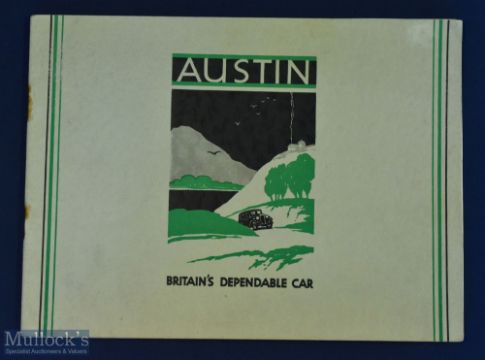 AUSTIN
BRITAIN'S DEPENDABLE CAR
Mullock's
Specialist Auctioneers & Valuers